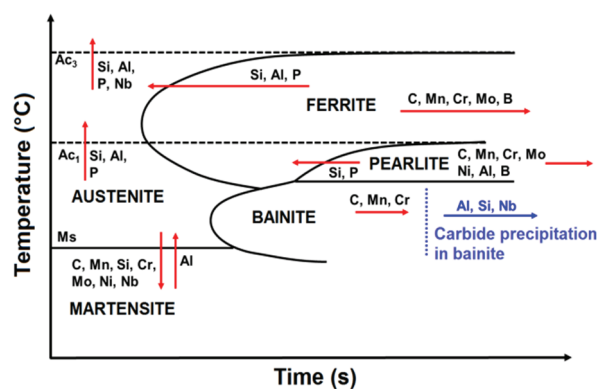 Temperature (°C)
Ac3
Si, Al,
P, Nb
Si, Al, P
FERRITE
C, Mn, Cr, Mo, B
Ac1
Si, Al,
P
AUSTENITE
Si, P
PEARLITE
C, Mn, Cr, Mo
Ni, Al, B
BAINITE
C, Mn, Cr
Al, Si, Nb
Carbide precipitation
in bainite
Ms
C, Mn, Si, Cr,
Mo, Ni, Nb
Al
MARTENSITE
Time (s)